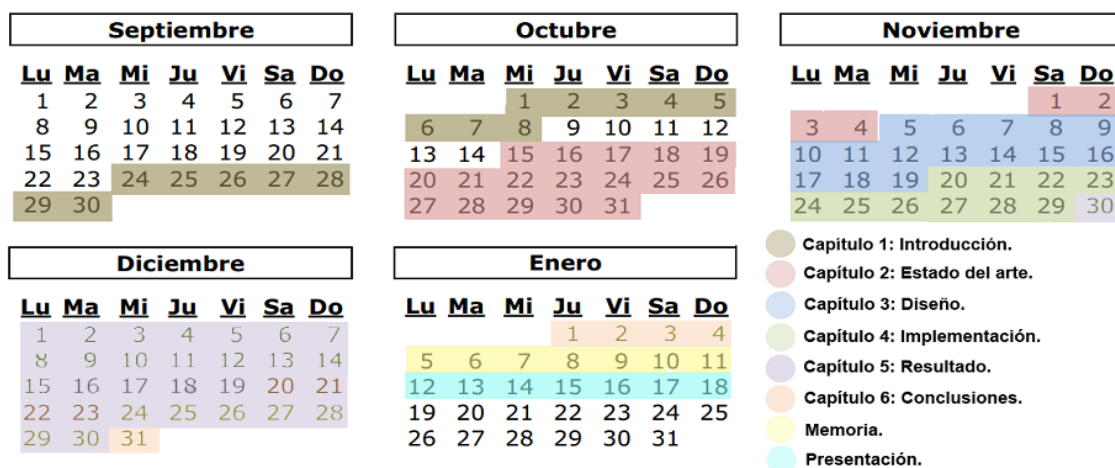 Septiembre
Lu Ma Mi Ju Vi Sa Do
1 2 3 4 5 6 7
8 9 10 11 12 13 14
15 16 17 18 19 20 21
22 23 24 25 26 27 28
29 30
Octubre
Lu Ma Mi Ju Vi Sa Do
1 2 3 4 5
6 7 8 9 10 11 12
13 14 15 16 17 18 19
20 21 22 23 24 25 26
27 28 29 30 31
Noviembre
Lu Ma Mi Ju Vi Sa Do
1 2
3 4 5 6 7 8 9
10 11 12 13 14 15 16
17 18 19 20 21 22 23
24 25 26 27 28 29 30
Diciembre
Lu Ma Mi Ju Vi Sa Do
1 2 3 4 5 6 7
8 9 10 11 12 13 14
15 16 17 18 19 20 21
22 23 24 25 26 27 28
29 30 31
Enero
Lu Ma Mi Ju Vi Sa Do
1 2 3 4
5 6 7 8 9 10 11
12 13 14 15 16 17 18
19 20 21 22 23 24 25
26 27 28 29 30 31
Capítulo 1: Introducción.
Capítulo 2: Estado del arte.
Capítulo 3: Diseño.
Capítulo 4: Implementación.
Capítulo 5: Resultado.
Capítulo 6: Conclusiones.
Memoria.
Presentación.